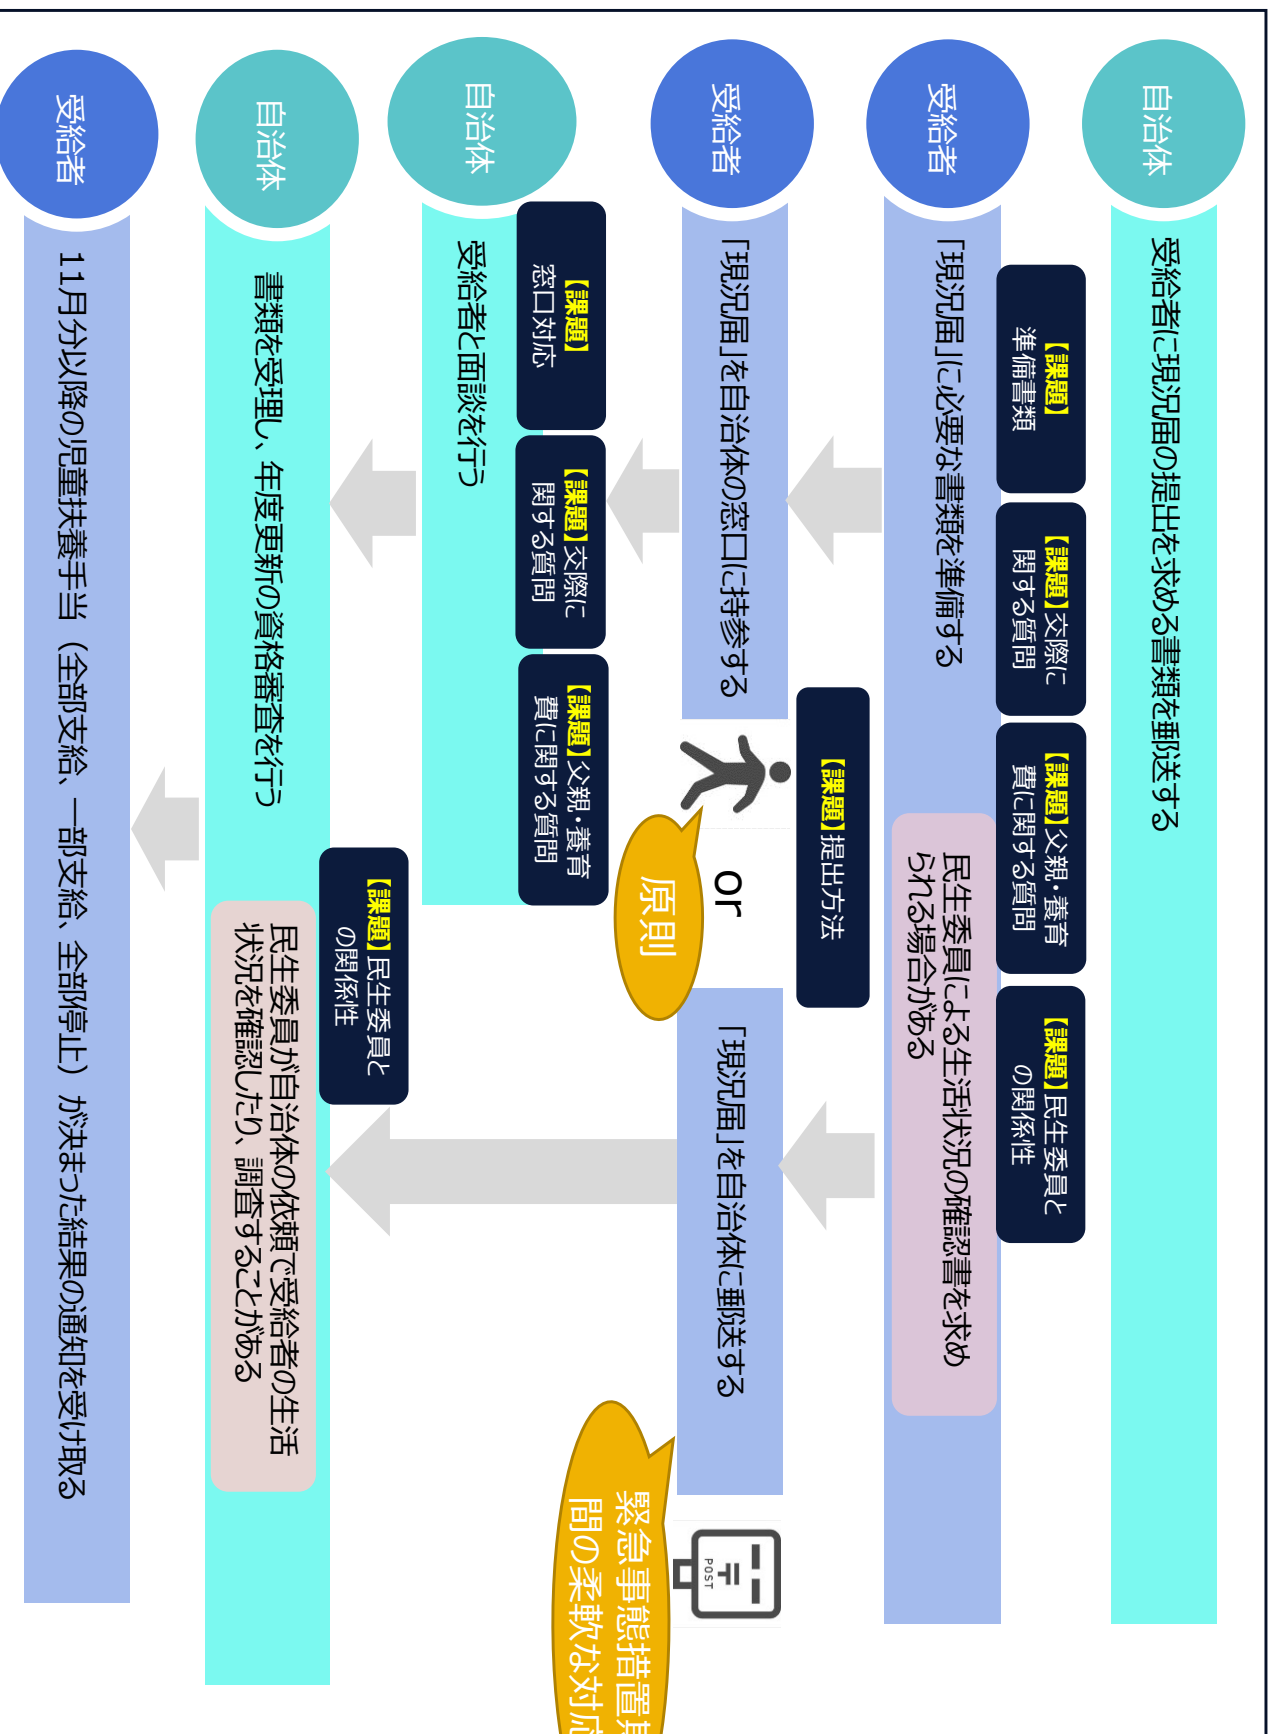 自治体
受給者に現況届の提出を求める書類を郵送する
受給者
【課題】
準備書類
【課題】交際に
関する質問
【課題】父親・養育
費に関する質問
【課題】民生委員と
の関係性
「現況届」に必要な書類を準備する
民生委員による生活状況の確認書を求め
られる場合がある
【課題】提出方法
受給者
「現況届」を自治体の窓口に持参する
or
「現況届」を自治体に郵送する
POST
原則
緊急事態措置期
間の柔軟な対応
自治体
【課題】
窓口対応
【課題】交際に
関する質問
【課題】父親・養育
費に関する質問
受給者と面談を行う
【課題】民生委員と
の関係性
自治体
書類を受理し、年度更新の資格審査を行う
民生委員が自治体の依頼で受給者の生活
状況を確認したり、調査することがある
受給者
11月分以降の児童扶養手当（全部支給、一部支給、全部停止）が決まった結果の通知を受け取る